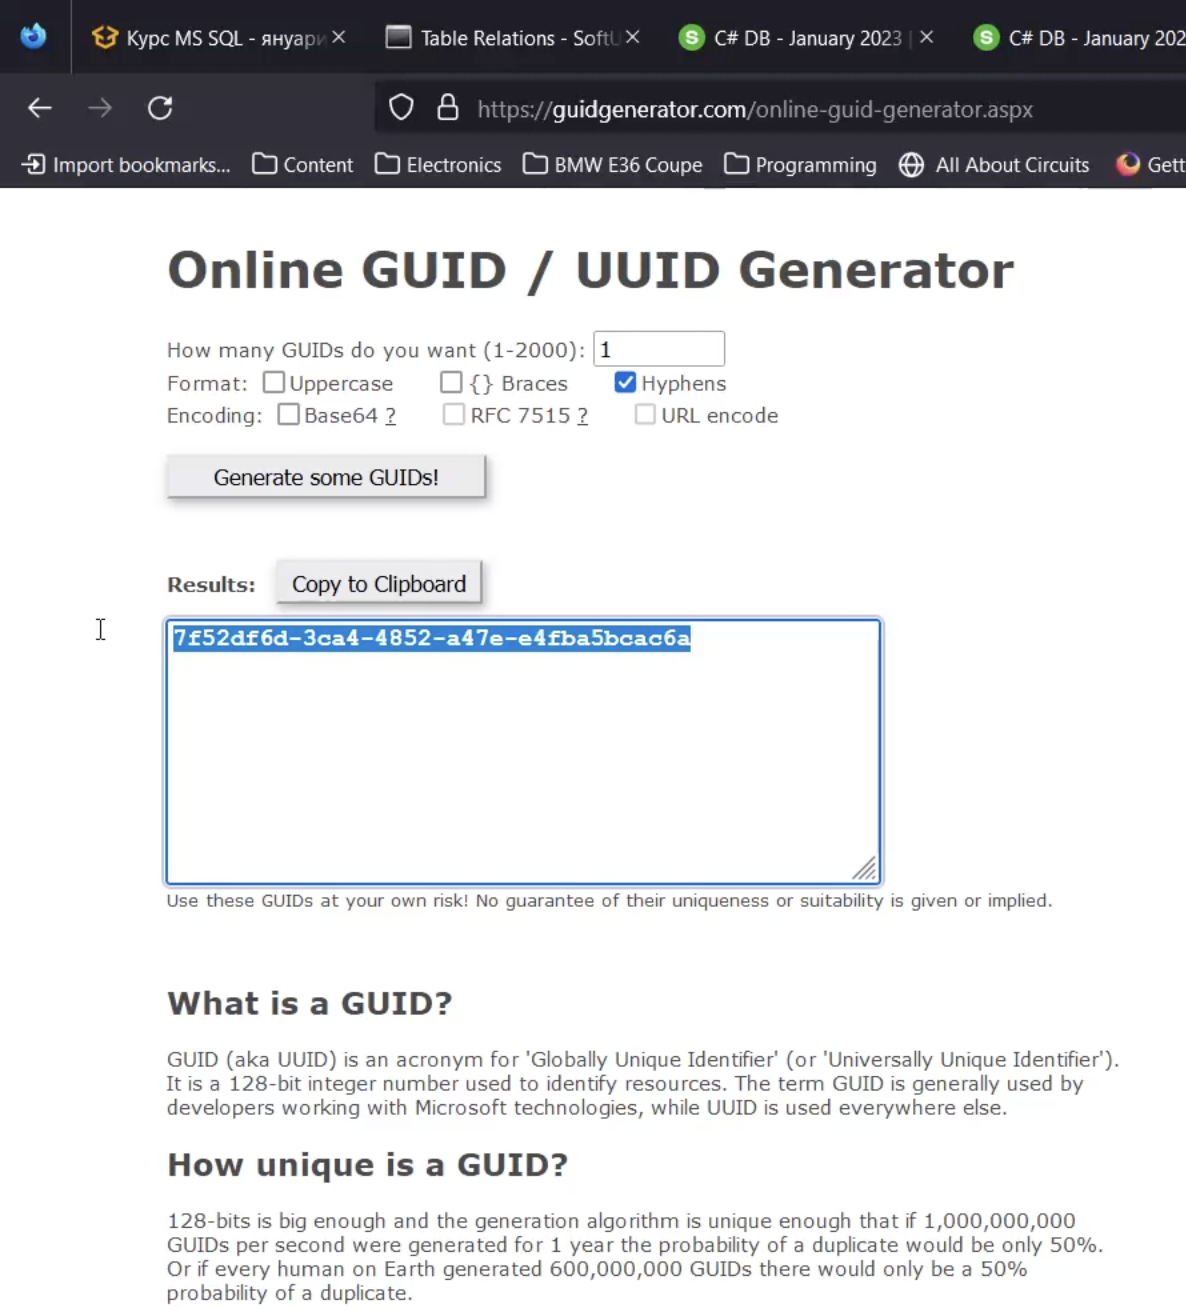 Курс MS SQL - януари
Table Relations - SoftU
C# DB - January 2023 |
C# DB - January 202
https://guidgenerator.com/online-guid-generator.aspx
Import bookmarks... Content Electronics BMW E36 Coupe Programming All About Circuits Gett
Online GUID / UUID Generator
How many GUIDs do you want (1-2000): 1
Format: Uppercase {} Braces Hyphens
Encoding: Base64 ? RFC 7515 ? URL encode
Generate some GUIDs!
Results: Copy to Clipboard
7f52df6d-3ca4-4852-a47e-e4fba5bcac6a
Use these GUIDs at your own risk! No guarantee of their uniqueness or suitability is given or implied.
What is a GUID?
GUID (aka UUID) is an acronym for 'Globally Unique Identifier' (or 'Universally Unique Identifier').
It is a 128-bit integer number used to identify resources. The term GUID is generally used by
developers working with Microsoft technologies, while UUID is used everywhere else.
How unique is a GUID?
128-bits is big enough and the generation algorithm is unique enough that if 1,000,000,000
GUIDs per second were generated for 1 year the probability of a duplicate would be only 50%.
Or if every human on Earth generated 600,000,000 GUIDs there would only be a 50%
probability of a duplicate.